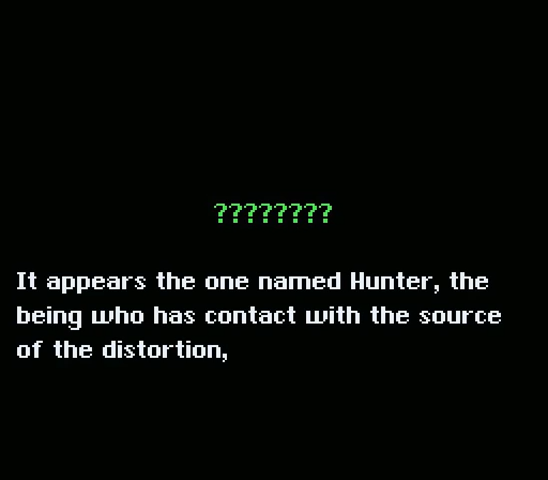 ????????
It appears the one named Hunter, the
being who has contact with the source
of the distortion,